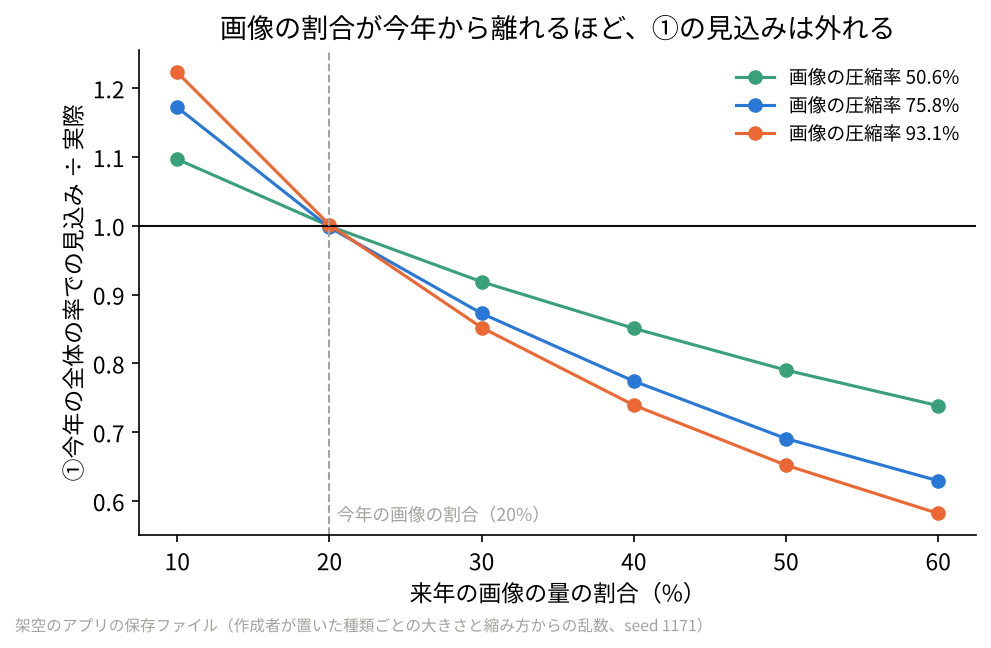 画像の割合が今年から離れるほど、①の見込みは外れる
画像の圧縮率 50.6%
画像の圧縮率 75.8%
画像の圧縮率 93.1%
①今年の全体の率での見込み ÷ 実際
1.2
1.1
1.0
0.9
0.8
0.7
0.6
今年の画像の割合（20%）
10 20 30 40 50 60
来年の画像の量の割合（%）
架空のアプリの保存ファイル（作成者が置いた種類ごとの大きさと縮み方からの乱数、seed 1171）